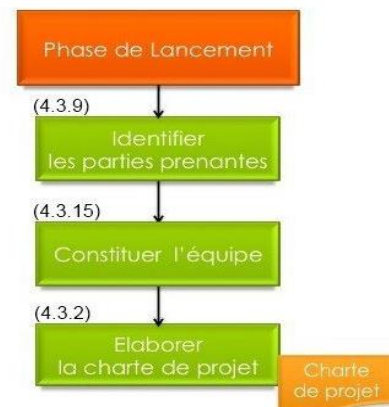 Phase de Lancement
(4.3.9)
Identifier
les parties prenantes
(4.3.15)
Constituer l'équipe
(4.3.2)
Elaborer
la charte de projet
Charte
de projet